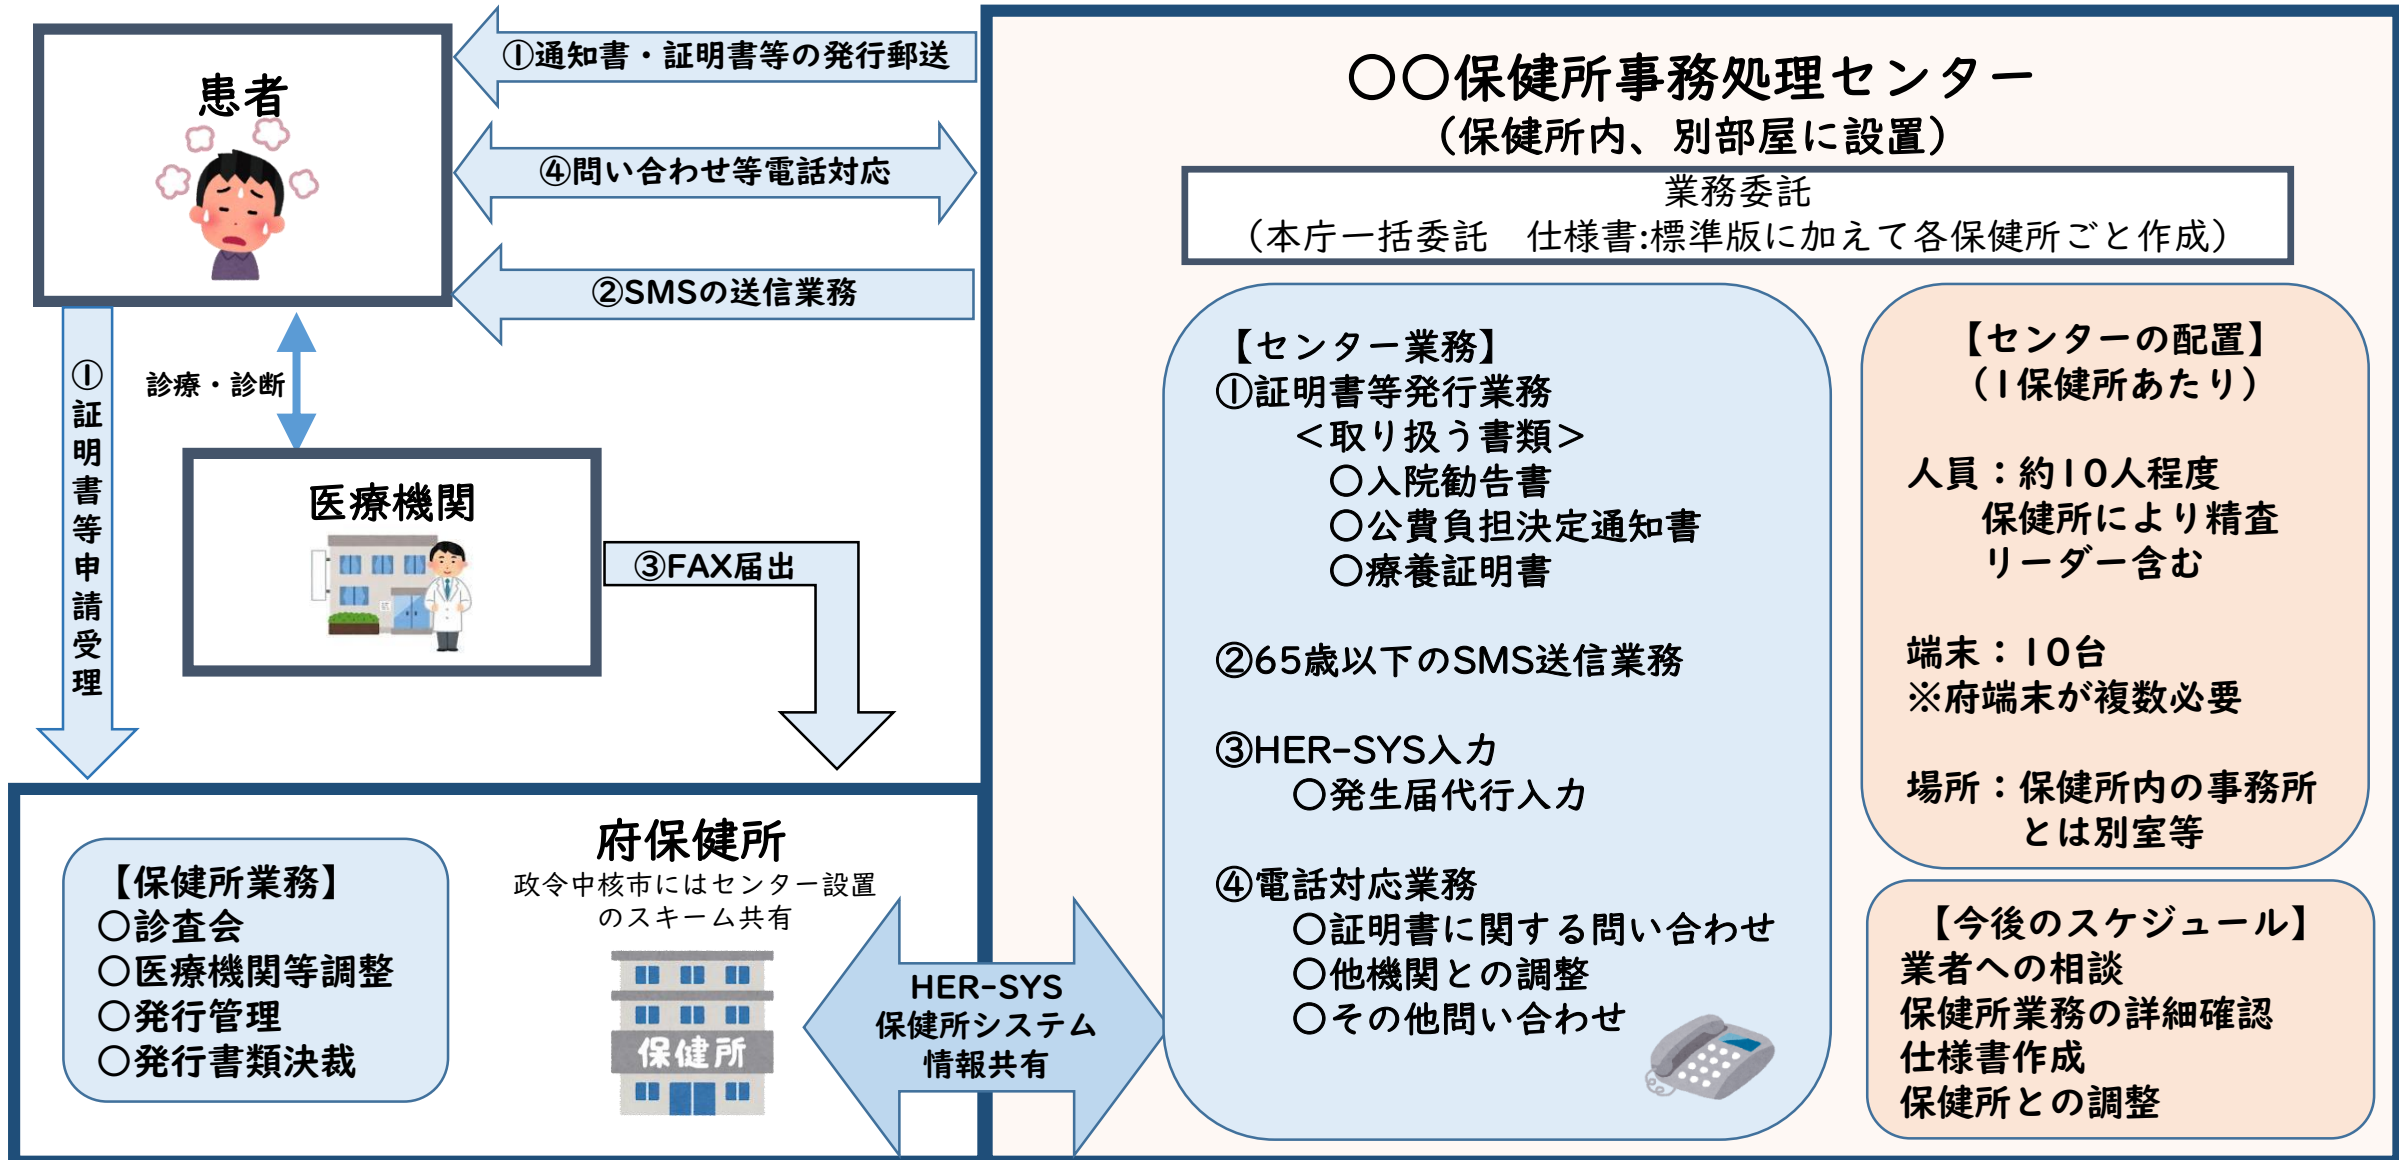 患者
①通知書・証明書等の発行郵送
④問い合わせ等電話対応
②SMSの送信業務
①証明書等申請受理
診療・診断
医療機関
③FAX届出
〇〇保健所事務処理センター
（保健所内、別部屋に設置）
業務委託
（本庁一括委託　仕様書:標準版に加えて各保健所ごと作成）
【センター業務】
①証明書等発行業務
＜取り扱う書類＞
〇入院勧告書
〇公費負担決定通知書
〇療養証明書
②65歳以下のSMS送信業務
③HER-SYS入力
〇発生届代行入力
④電話対応業務
〇証明書に関する問い合わせ
〇他機関との調整
〇その他問い合わせ
【センターの配置】
（1保健所あたり）
人員：約10人程度
保健所により精査
リーダー含む
端末：10台
※府端末が複数必要
場所：保健所内の事務所
とは別室等
【今後のスケジュール】
業者への相談
保健所業務の詳細確認
仕様書作成
保健所との調整
【保健所業務】
〇診査会
〇医療機関等調整
〇発行管理
〇発行書類決裁
府保健所
政令中核市にはセンター設置
のスキーム共有
保健所
HER-SYS
保健所システム
情報共有